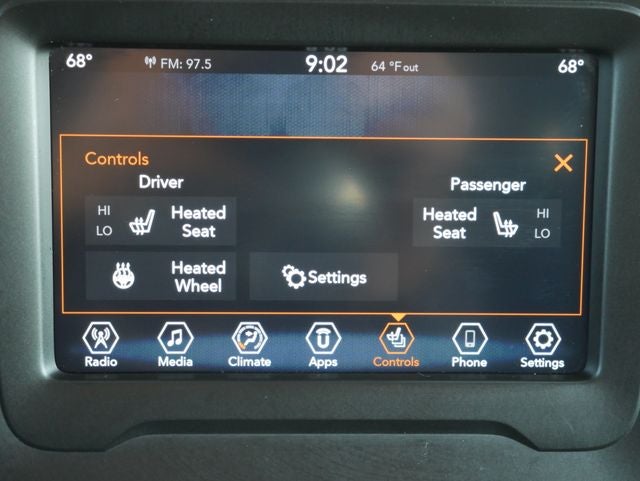 68° FM: 97.5 9:02 64 °F out 68°
Controls
Driver
Passenger
HI
LO
Heated
Seat
Heated
Seat
HI
LO
Heated
Wheel
Settings
Radio Media Climate Apps Controls Phone Settings